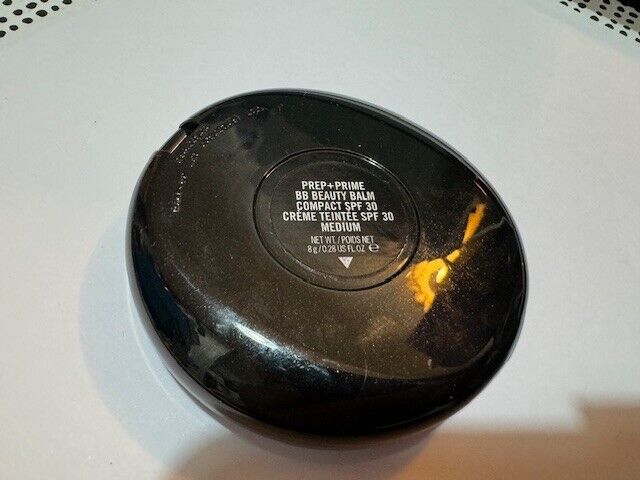 PREP+PRIME
BB BEAUTY BALM
COMPACT SPF 30
CRÈME TEINTÉE SPF 30
MEDIUM
NET WT./POIDS NET
8 g/0.28 US FL.OZ ℮